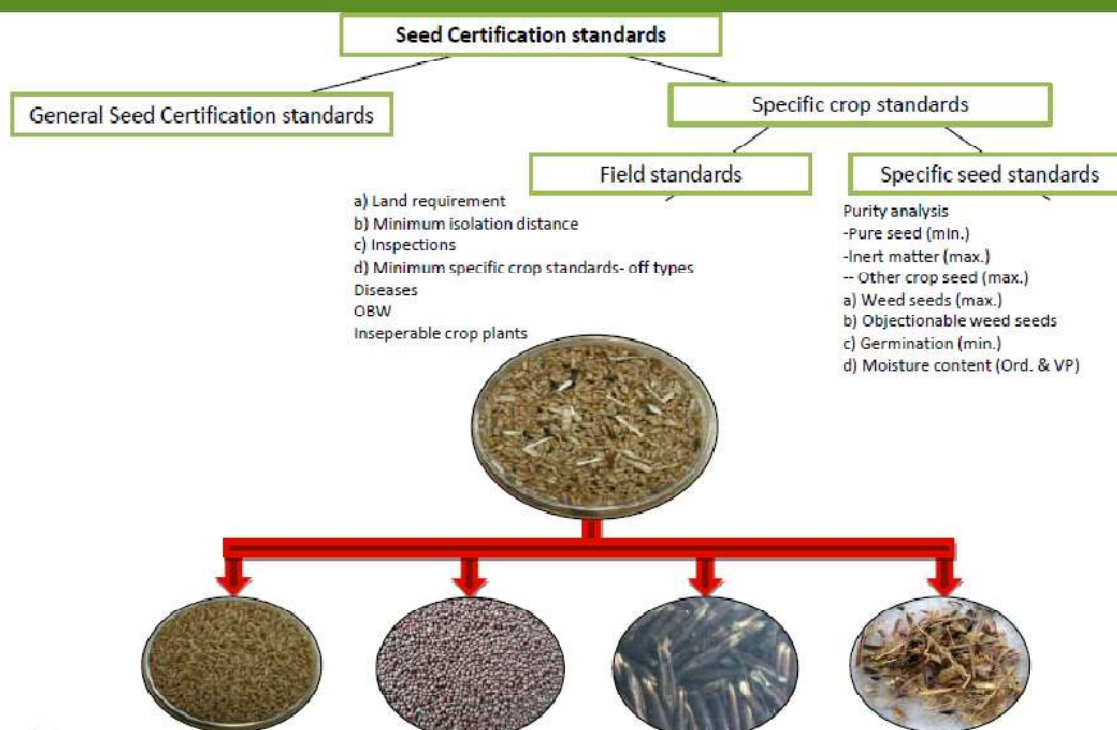 Seed Certification standards
General Seed Certification standards
Specific crop standards
Field standards
Specific seed standards
a) Land requirement
b) Minimum isolation distance
c) Inspections
d) Minimum specific crop standards- off types
Diseases
OBW
Inseperable crop plants
Purity analysis
-Pure seed (min.)
-Inert matter (max.)
-- Other crop seed (max.)
a) Weed seeds (max.)
b) Objectionable weed seeds
c) Germination (min.)
d) Moisture content (Ord. & VP)